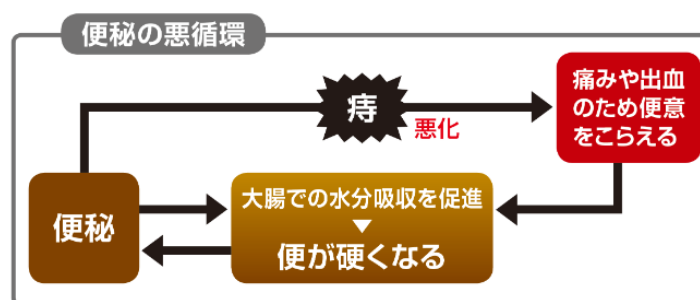 便秘の悪循環
痔
悪化
痛みや出血
のため便意
をこらえる
便秘
大腸での水分吸収を促進
便が硬くなる